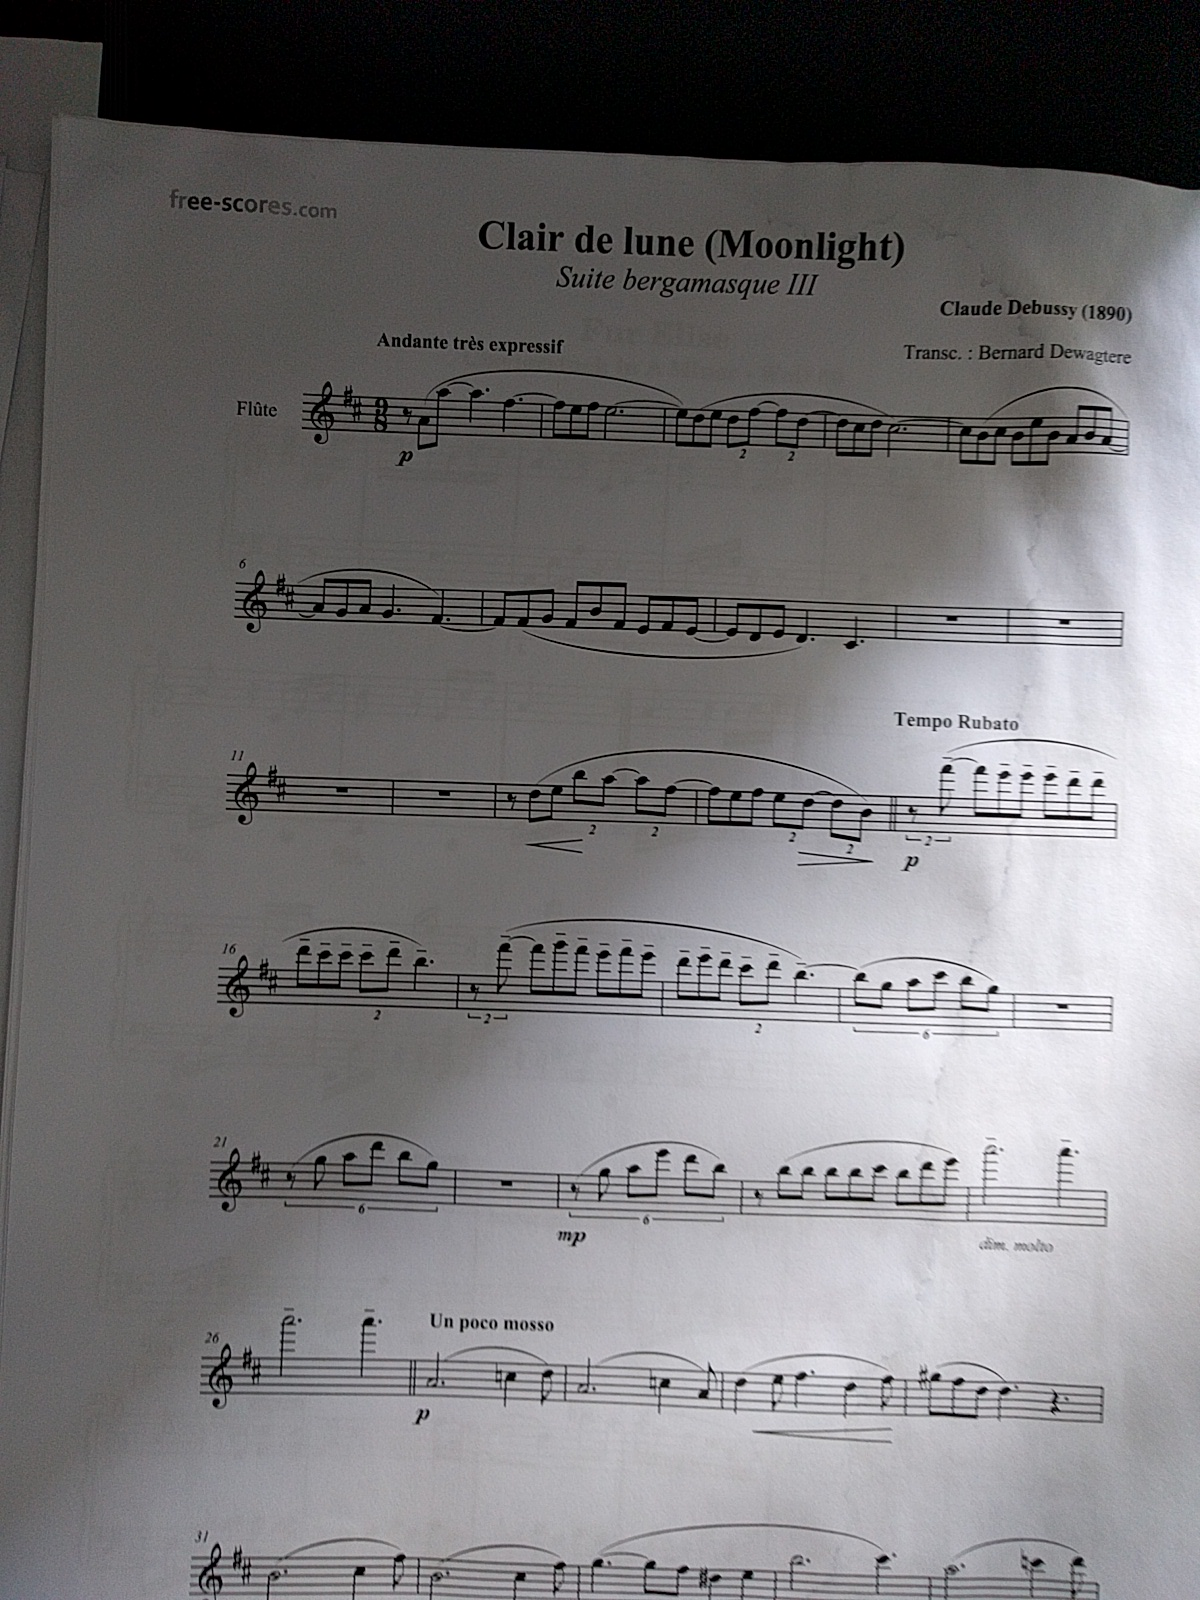 free-scores.com
Clair de lune (Moonlight)
Suite bergamasque III
Claude Debussy (1890)
Andante très expressif
Transc. : Bernard Dewagtere
Flûte
9
8
p
2 2
6
11
Tempo Rubato
2 2 2 2 2
p
16
2 2 2 6
21
6 6
mp
dim. molto
26
Un poco mosso
p
31